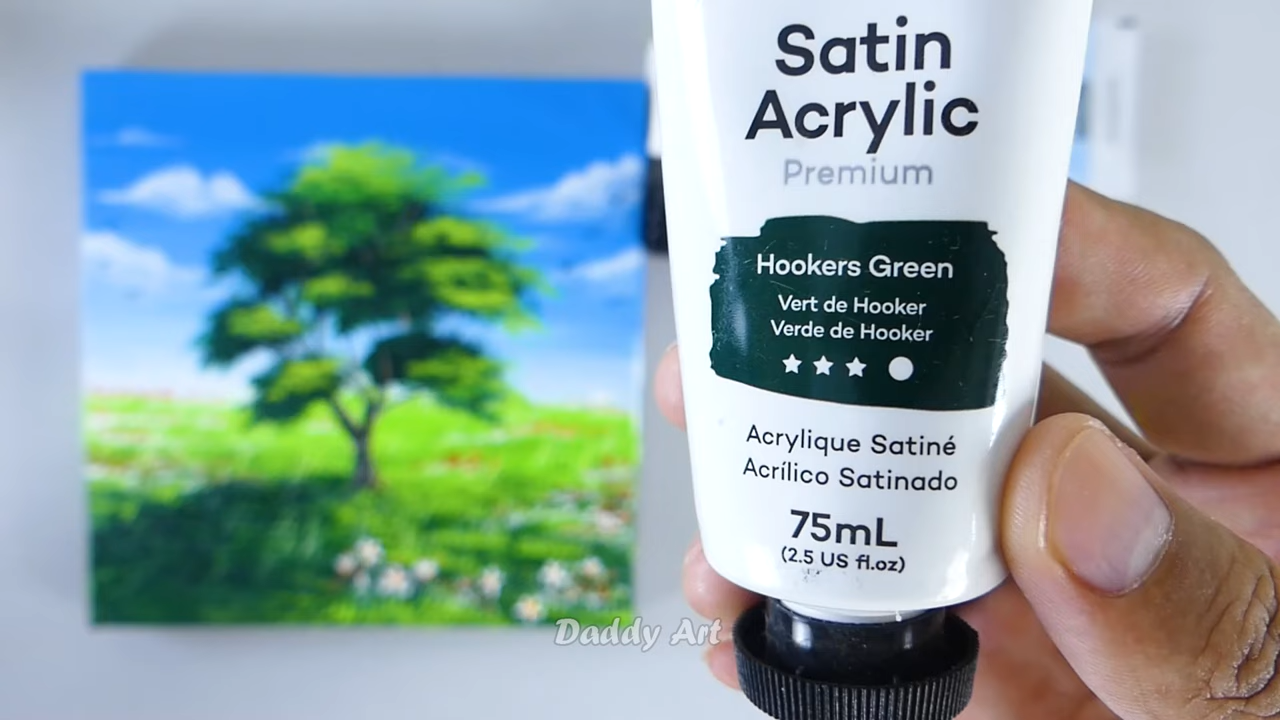 Satin
Acrylic
Premium
Hookers Green
Vert de Hooker
Verde de Hooker
Acrylique Satiné
Acrílico Satinado
75mL
(2.5 US fl.oz)
Daddy Art